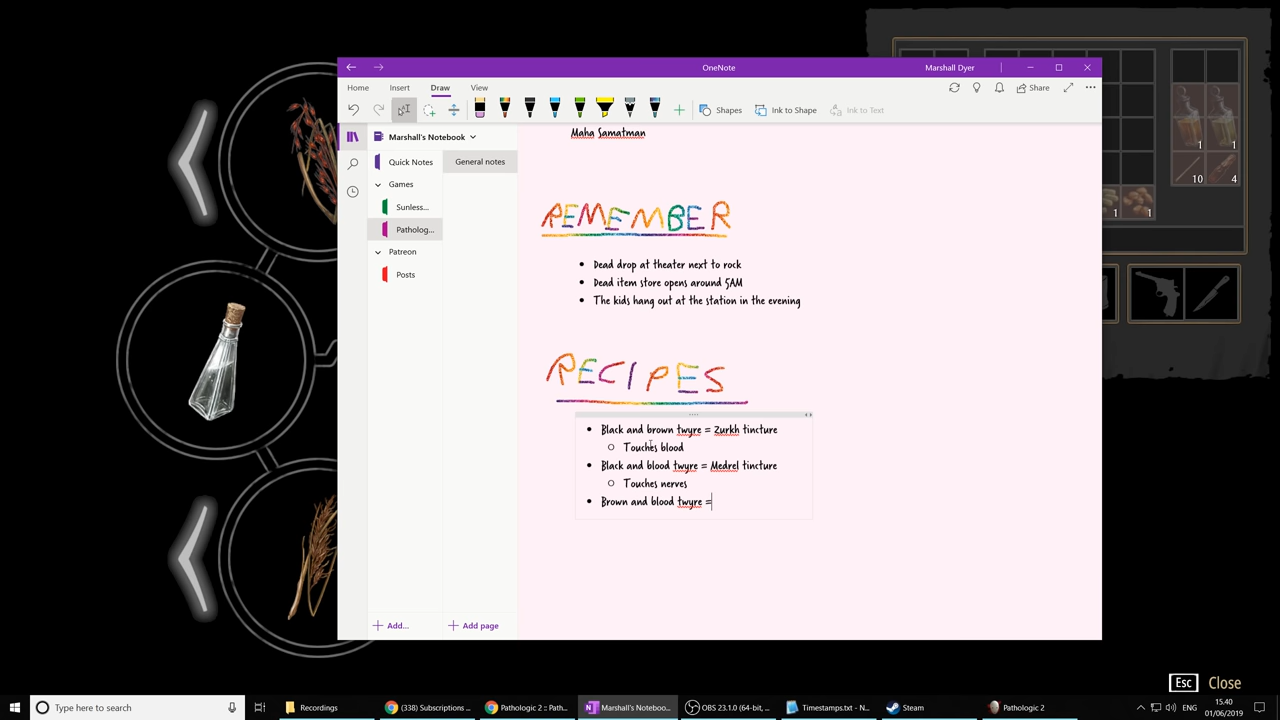 OneNote
Marshall Dyer
Home Insert Draw View
Share
Shapes Ink to Shape Ink to Text
Marshall's Notebook
Quick Notes
Games
Sunless...
Patholog...
Patreon
Posts
General notes
Maha Samatman
REMEMBER
• Dead drop at theater next to rock
• Dead item store opens around 5AM
• The kids hang out at the station in the evening
RECIPES
• Black and brown twyre = Zurkh tincture
○ Touches blood
• Black and blood twyre = Medrel tincture
○ Touches nerves
• Brown and blood twyre =
+ Add...
+ Add page
1 1
10 4
1 1
Esc Close
Type here to search
Recordings
(338) Subscriptions ...
Pathologic 2 :: Path...
Marshall's Noteboo...
OBS 23.1.0 (64-bit, ...
Timestamps.txt - N...
Steam
Pathologic 2
ENG
15.40
01/06/2019